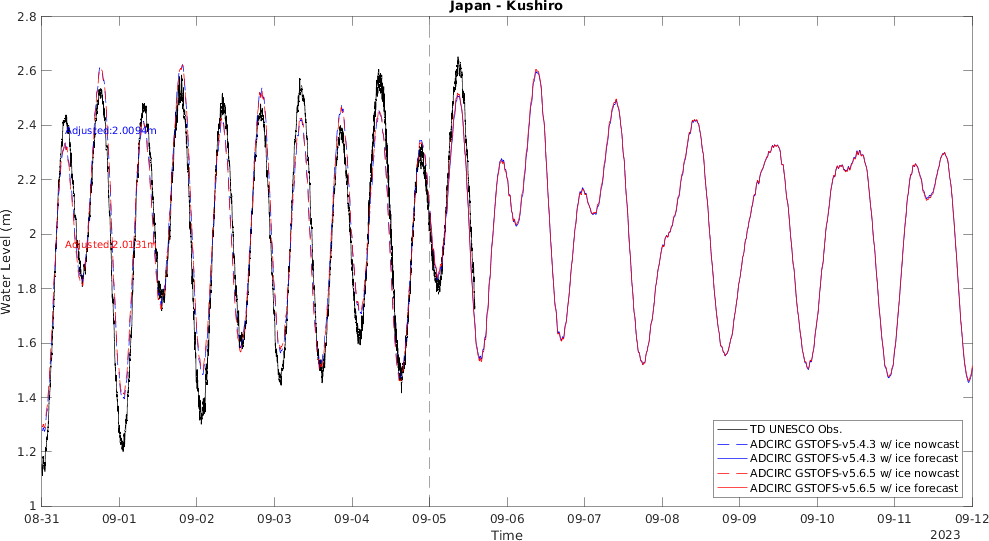 Japan - Kushiro
2.8
2.6
2.4
2.2
2
1.8
1.6
1.4
1.2
1
Water Level (m)
Adjusted:2.0094m
Adjusted:2.0131m
TD UNESCO Obs.
ADCIRC GSTOFS-v5.4.3 w/ ice nowcast
ADCIRC GSTOFS-v5.4.3 w/ ice forecast
ADCIRC GSTOFS-v5.6.5 w/ ice nowcast
ADCIRC GSTOFS-v5.6.5 w/ ice forecast
08-31 09-01 09-02 09-03 09-04 09-05 09-06 09-07 09-08 09-09 09-10 09-11 09-12
Time
2023